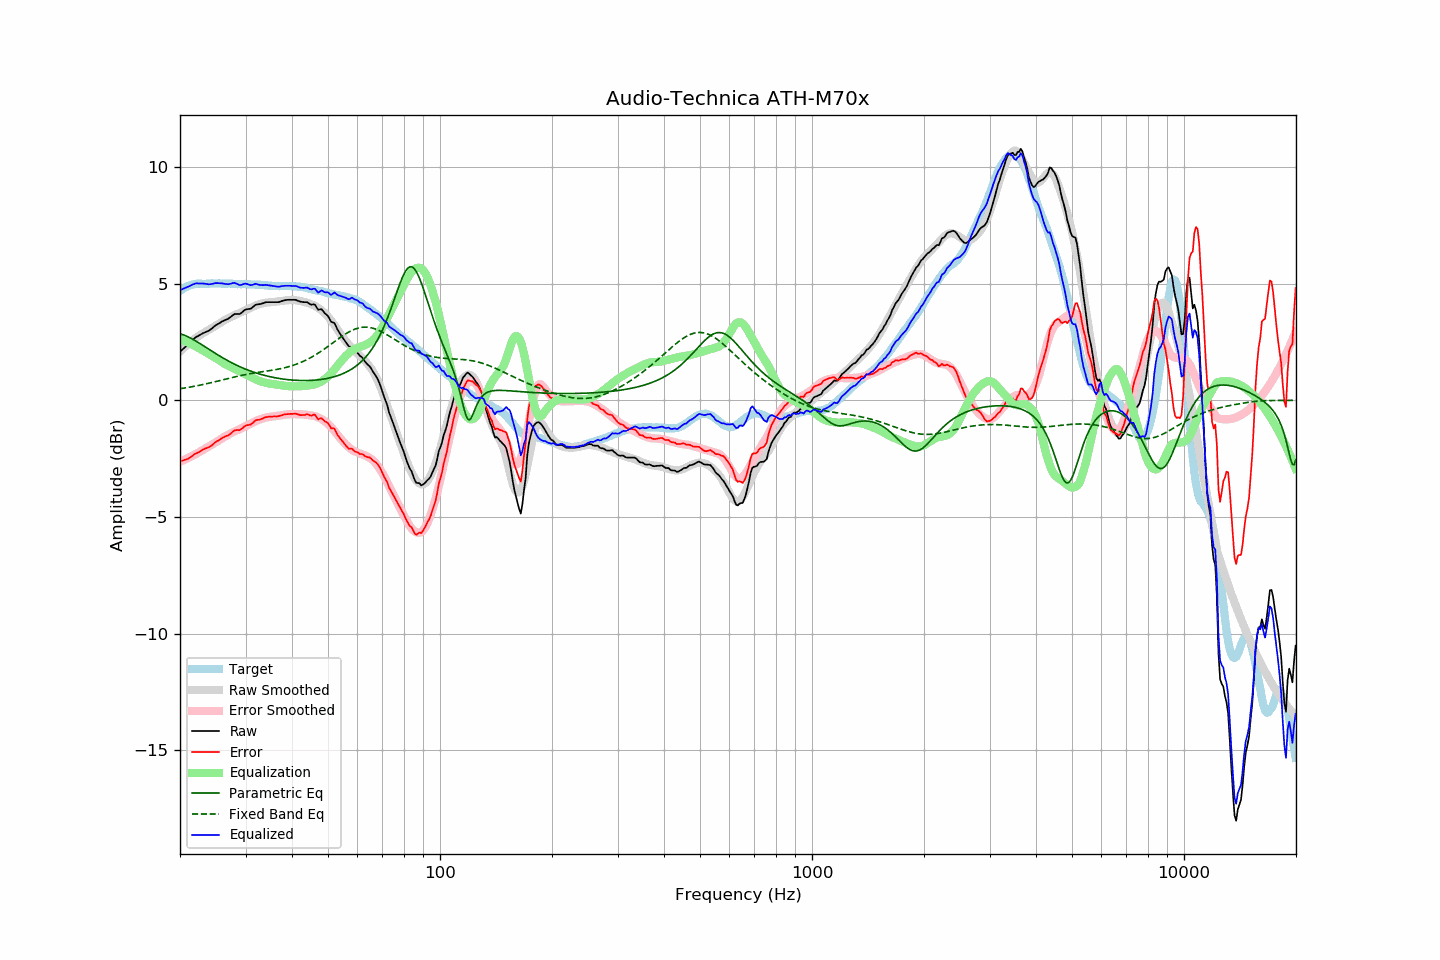 Audio-Technica ATH-M70x
10
5
0
−5
−10
−15
Amplitude (dBr)
Target
Raw Smoothed
Error Smoothed
Raw
Error
Equalization
Parametric Eq
Fixed Band Eq
Equalized
100
1000
10000
Frequency (Hz)